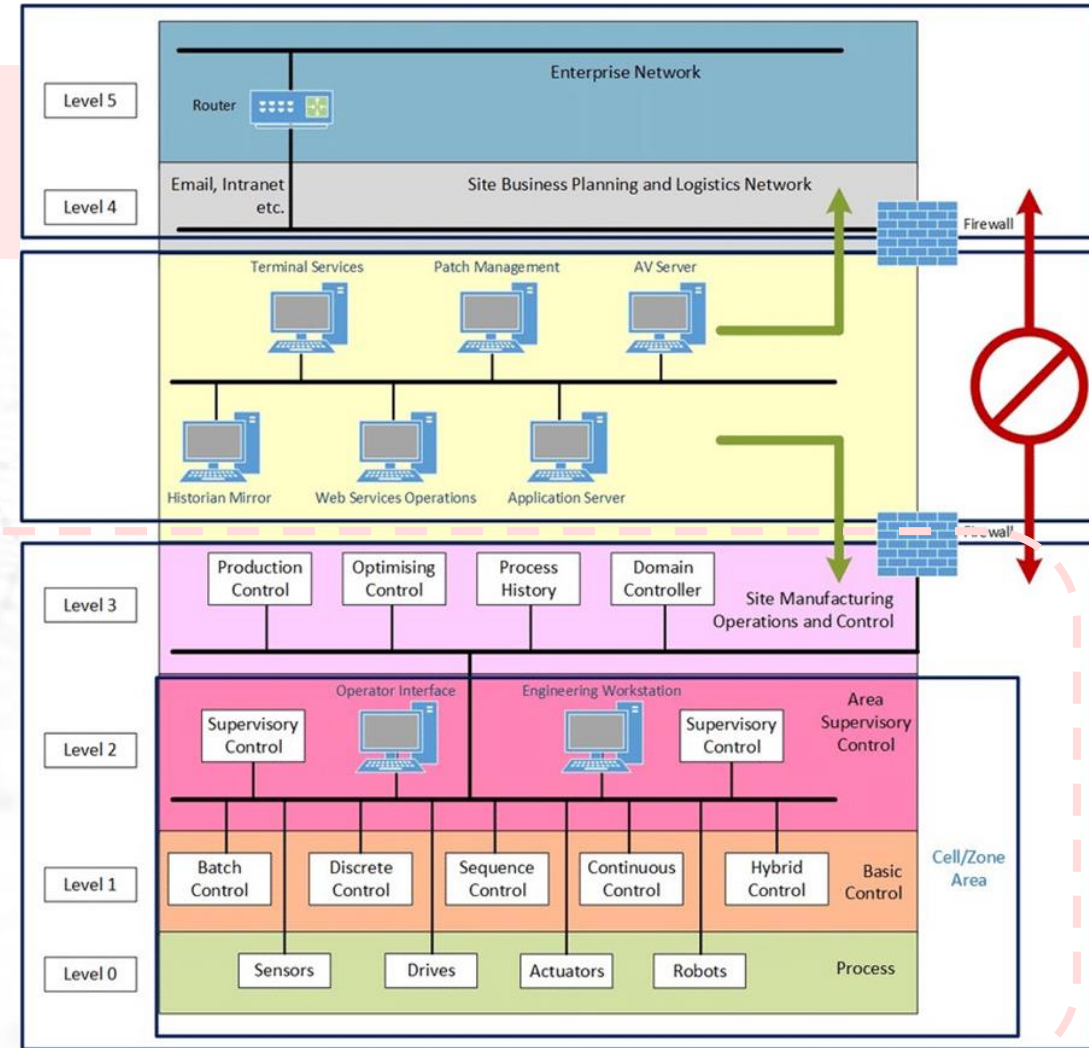 Enterprise Network
Level 5
Router
Email, Intranet
etc.
Site Business Planning and Logistics Network
Level 4
Firewall
Terminal Services
Patch Management
AV Server
Historian Mirror
Web Services Operations
Application Server
Firewall
Production
Control
Optimising
Control
Process
History
Domain
Controller
Level 3
Site Manufacturing
Operations and Control
Operator Interface
Engineering Workstation
Area
Supervisory
Control
Supervisory
Control
Supervisory
Control
Level 2
Batch
Control
Discrete
Control
Sequence
Control
Continuous
Control
Hybrid
Control
Basic
Control
Level 1
Cell/Zone
Area
Level 0
Sensors
Drives
Actuators
Robots
Process